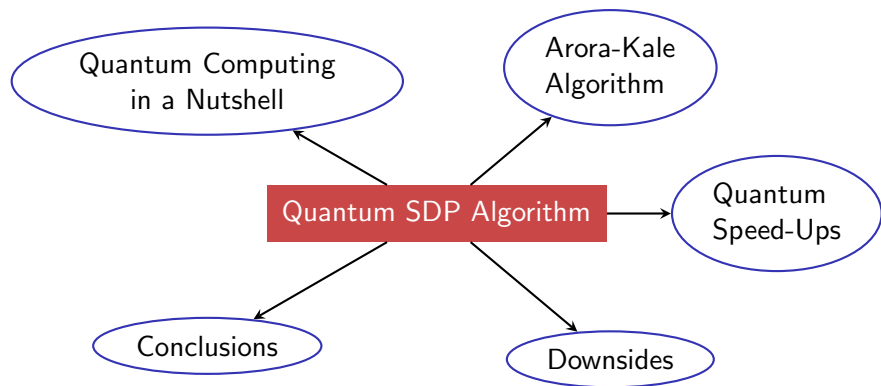 Quantum Computing
in a Nutshell
Arora-Kale
Algorithm
Quantum SDP Algorithm
Quantum
Speed-Ups
Conclusions
Downsides